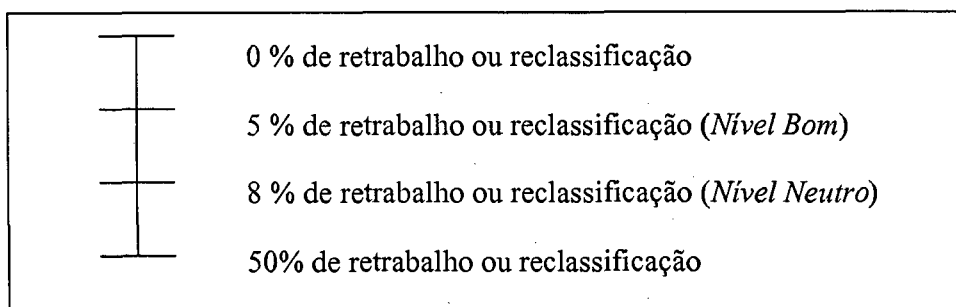 0 % de retrabalho ou reclassificação
5 % de retrabalho ou reclassificação (Nível Bom)
8 % de retrabalho ou reclassificação (Nível Neutro)
50% de retrabalho ou reclassificação